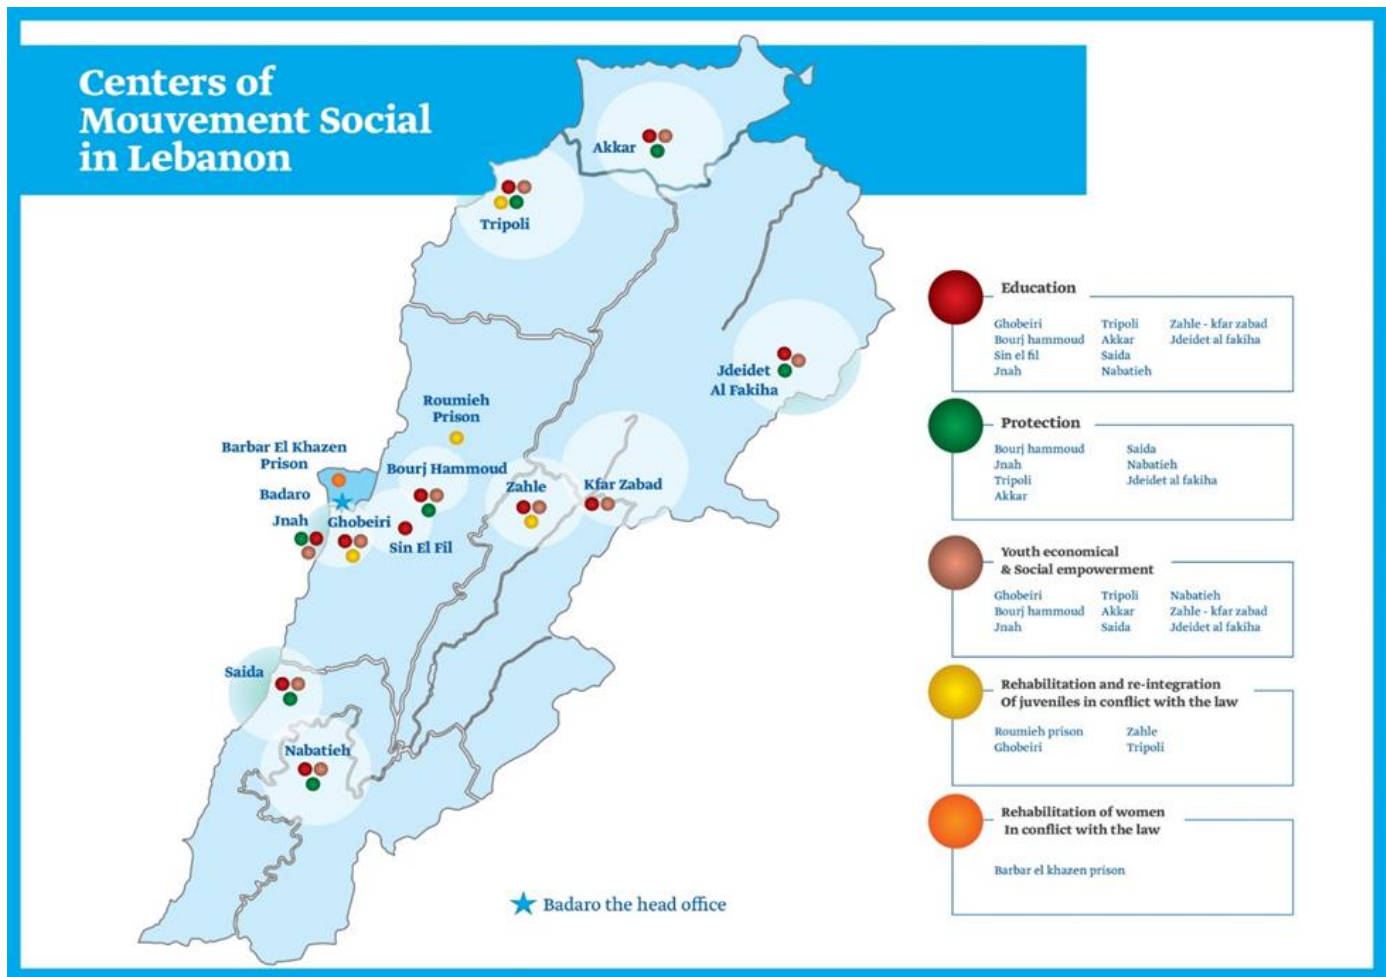 Centers of
Mouvement Social
in Lebanon
Akkar
Tripoli
Jdeidet
Al Fakiha
Roumieh
Prison
Barbar El Khazen
Prison
Bourj Hammoud
Badaro
Zahle
Kfar Zabad
Jnah
Ghobeiri
Sin El Fil
Saida
Nabatieh
Badaro the head office
Education
Ghobeiri Tripoli Zahle - kfar zabad
Bourj hammoud Akkar Jdeidet al fakiha
Sin el fil Saida
Jnah Nabatieh
Protection
Bourj hammoud Saida
Jnah Nabatieh
Tripoli Jdeidet al fakiha
Akkar
Youth economical
& Social empowerment
Ghobeiri Tripoli Nabatieh
Bourj hammoud Akkar Zahle - kfar zabad
Jnah Saida Jdeidet al fakiha
Rehabilitation and re-integration
Of juveniles in conflict with the law
Roumieh prison Zahle
Ghobeiri Tripoli
Rehabilitation of women
In conflict with the law
Barbar el khazen prison